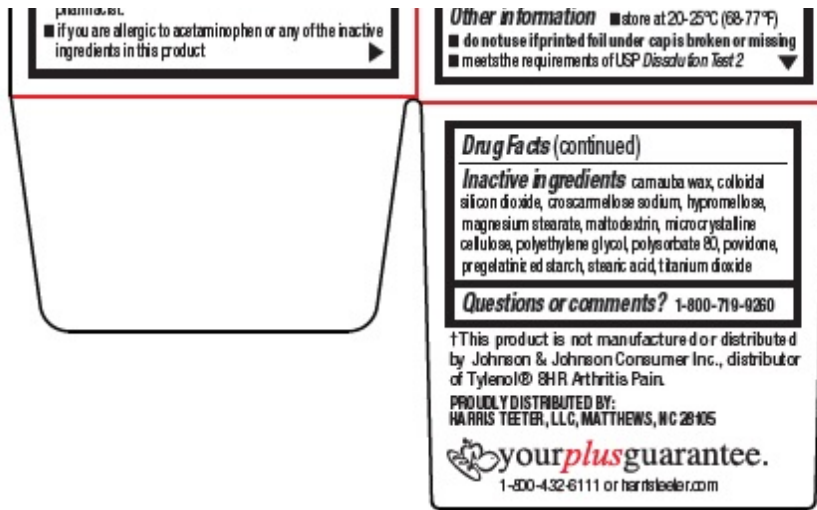 pharmacist.
■ if you are allergic to acetaminophen or any of the inactive
ingredients in this product
Other information ■ store at 20-25°C (68-77°F)
■ do not use if printed foil under cap is broken or missing
■ meets the requirements of USP Dissolution Test 2
Drug Facts (continued)
Inactive ingredients carnauba wax, colloidal
silicon dioxide, croscarmellose sodium, hypromellose,
magnesium stearate, maltodextrin, microcrystalline
cellulose, polyethylene glycol, polysorbate 80, povidone,
pregelatinized starch, stearic acid, titanium dioxide
Questions or comments? 1-800-719-9260
†This product is not manufactured or distributed
by Johnson & Johnson Consumer Inc., distributor
of Tylenol® 8HR Arthritis Pain.
PROUDLY DISTRIBUTED BY:
HARRIS TEETER, LLC, MATTHEWS, NC 28105
yourplusguarantee.
1-800-432-6111 or harristeeter.com